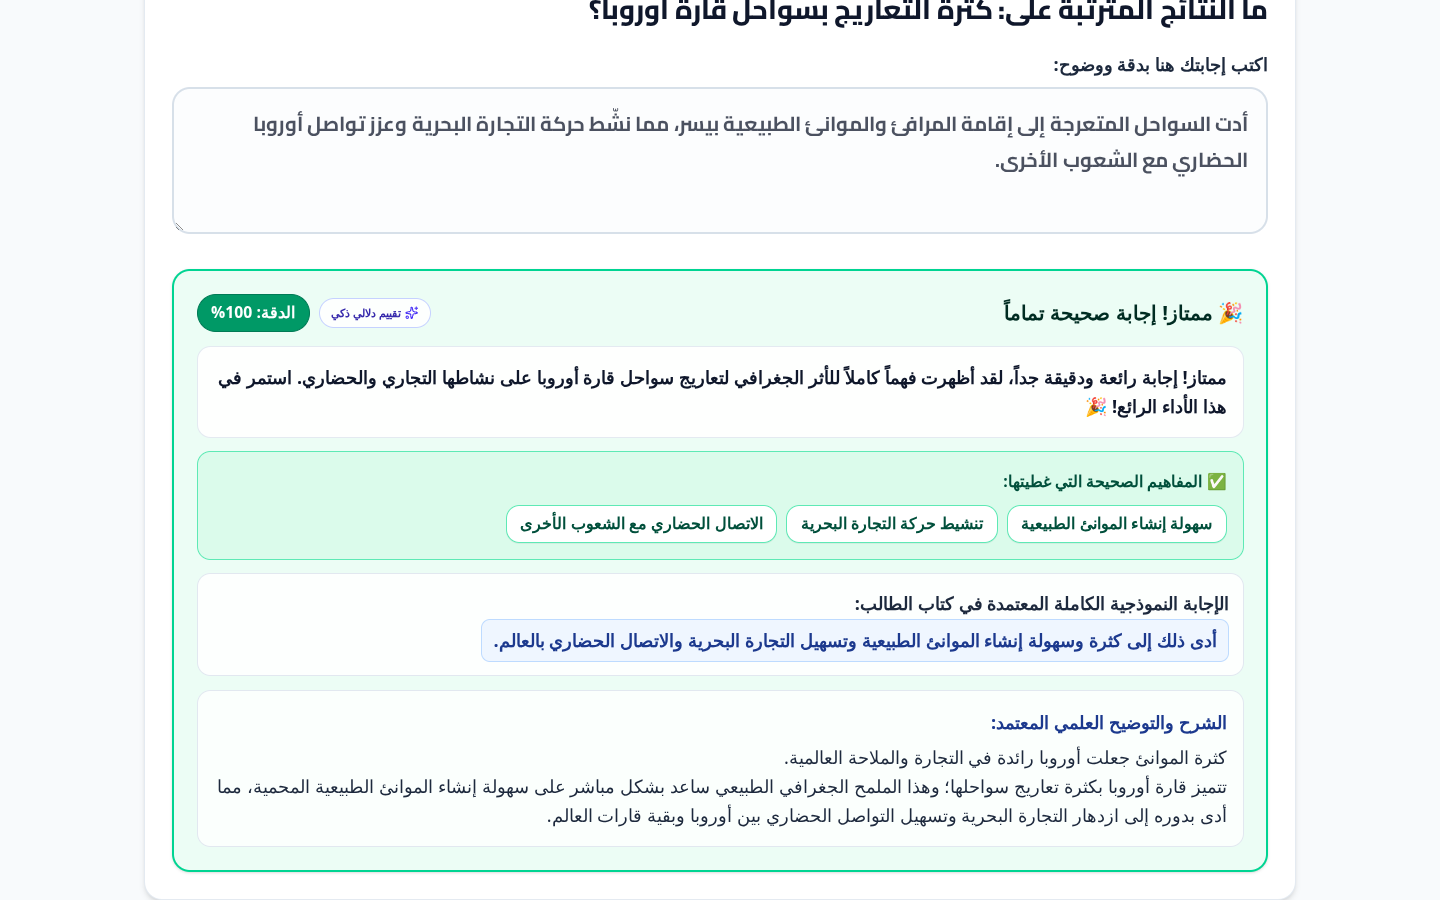 ما النتائج المترتبة على: كثرة التعاريج بسواحل قارة أوروبا؟
اكتب إجابتك هنا بدقة ووضوح:
أدت السواحل المتعرجة إلى إقامة المرافئ والموانئ الطبيعية بيسر، مما نشّط حركة التجارة البحرية وعزز تواصل أوروبا
الحضاري مع الشعوب الأخرى.
🎉 ممتاز! إجابة صحيحة تماماً
تقييم دلالي ذكي
الدقة: 100%
ممتاز! إجابة رائعة ودقيقة جداً، لقد أظهرت فهماً كاملاً للأثر الجغرافي لتعاريج سواحل قارة أوروبا على نشاطها التجاري والحضاري. استمر في
هذا الأداء الرائع! 🎉
✅ المفاهيم الصحيحة التي غطيتها:
سهولة إنشاء الموانئ الطبيعية
تنشيط حركة التجارة البحرية
الاتصال الحضاري مع الشعوب الأخرى
الإجابة النموذجية الكاملة المعتمدة في كتاب الطالب:
أدى ذلك إلى كثرة وسهولة إنشاء الموانئ الطبيعية وتسهيل التجارة البحرية والاتصال الحضاري بالعالم.
الشرح والتوضيح العلمي المعتمد:
كثرة الموانئ جعلت أوروبا رائدة في التجارة والملاحة العالمية.
تتميز قارة أوروبا بكثرة تعاريج سواحلها؛ وهذا الملمح الجغرافي الطبيعي ساعد بشكل مباشر على سهولة إنشاء الموانئ الطبيعية المحمية، مما
أدى بدوره إلى ازدهار التجارة البحرية وتسهيل التواصل الحضاري بين أوروبا وبقية قارات العالم.